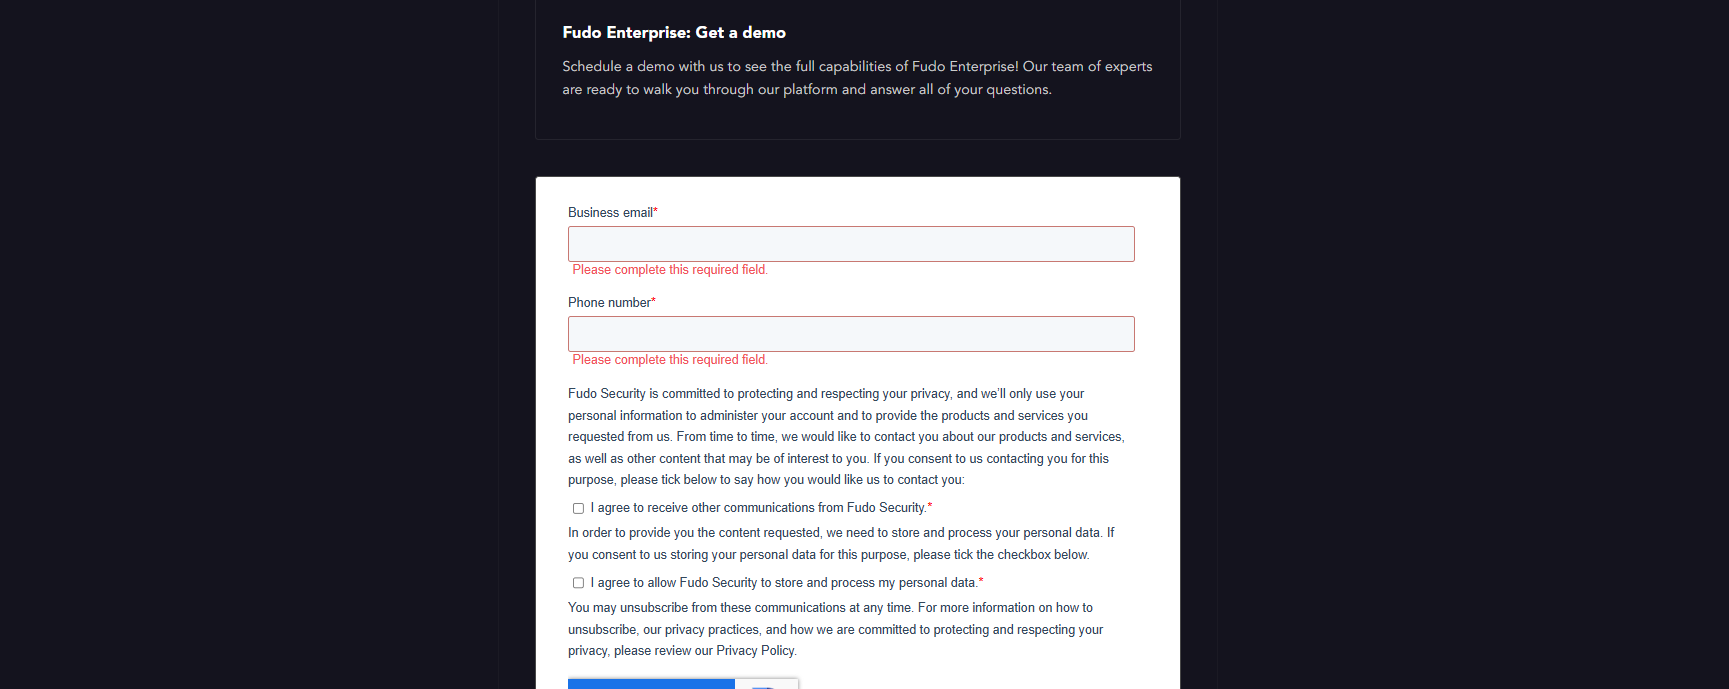 Fudo Enterprise: Get a demo
Schedule a demo with us to see the full capabilities of Fudo Enterprise! Our team of experts
are ready to walk you through our platform and answer all of your questions.
Business email*
Please complete this required field.
Phone number*
Please complete this required field.
Fudo Security is committed to protecting and respecting your privacy, and we’ll only use your
personal information to administer your account and to provide the products and services you
requested from us. From time to time, we would like to contact you about our products and services,
as well as other content that may be of interest to you. If you consent to us contacting you for this
purpose, please tick below to say how you would like us to contact you:
I agree to receive other communications from Fudo Security.*
In order to provide you the content requested, we need to store and process your personal data. If
you consent to us storing your personal data for this purpose, please tick the checkbox below.
I agree to allow Fudo Security to store and process my personal data.*
You may unsubscribe from these communications at any time. For more information on how to
unsubscribe, our privacy practices, and how we are committed to protecting and respecting your
privacy, please review our Privacy Policy.